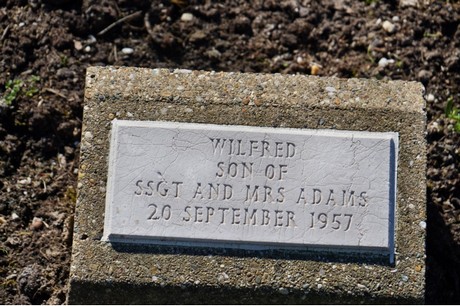 WILFRED
SON OF
SSGT AND MRS ADAMS
20 SEPTEMBER 1957